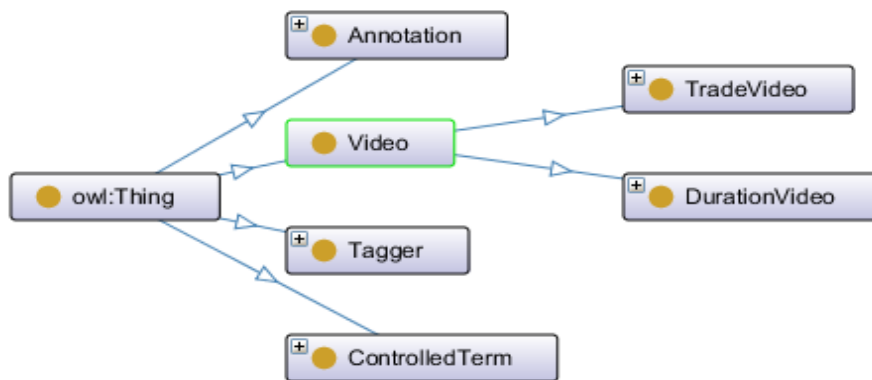 Annotation
TradeVideo
Video
owl:Thing
DurationVideo
Tagger
ControlledTerm